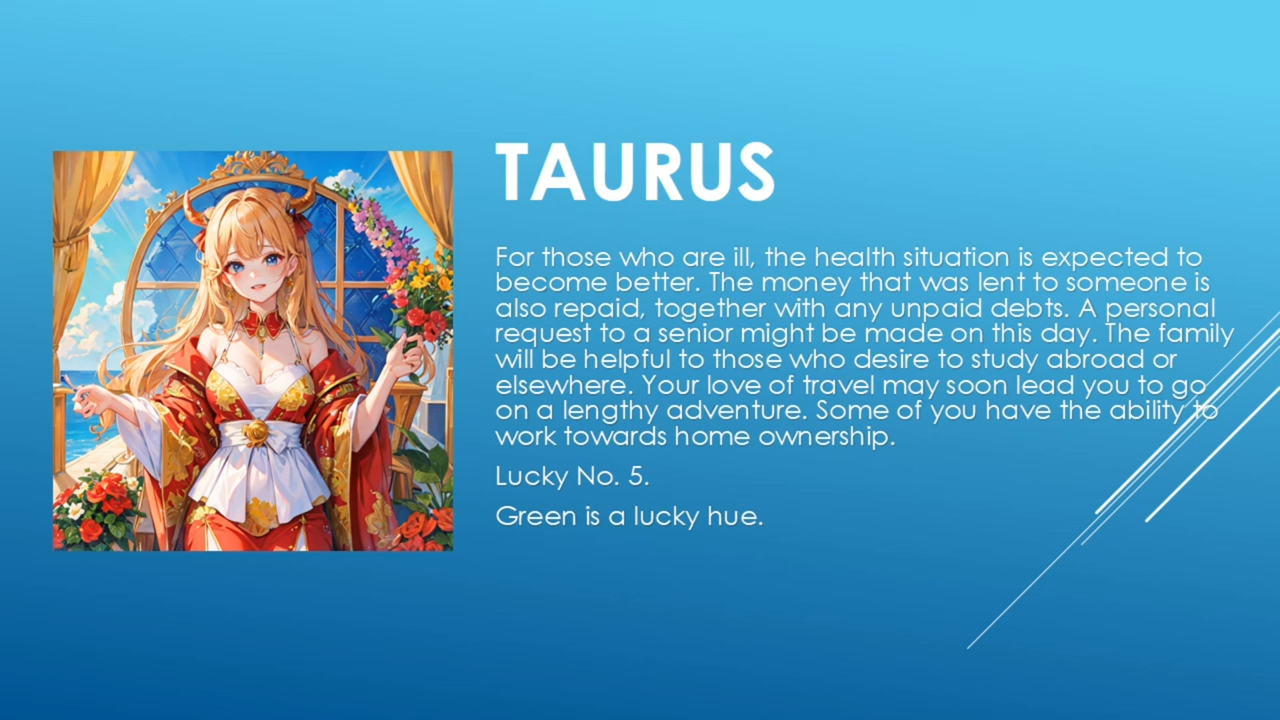 TAURUS
For those who are ill, the health situation is expected to
become better. The money that was lent to someone is
also repaid, together with any unpaid debts. A personal
request to a senior might be made on this day. The family
will be helpful to those who desire to study abroad or
elsewhere. Your love of travel may soon lead you to go
on a lengthy adventure. Some of you have the ability to
work towards home ownership.
Lucky No. 5.
Green is a lucky hue.